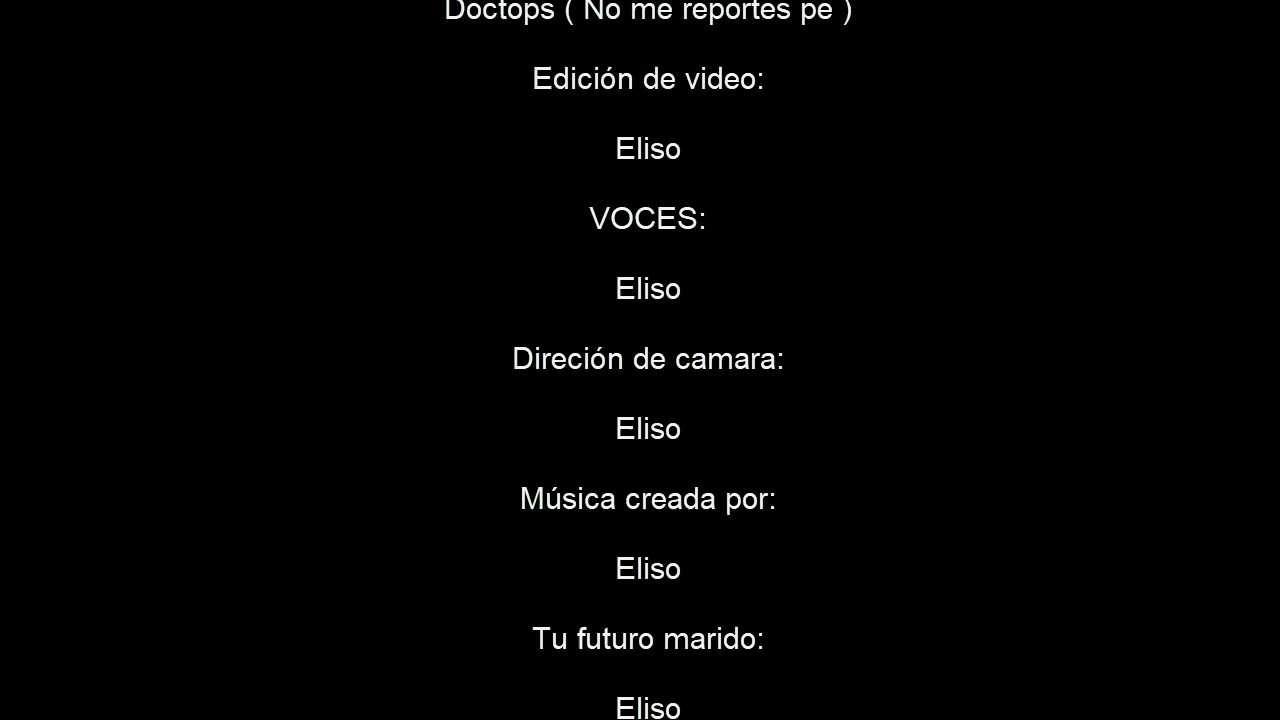 Doctops ( No me reportes pe )
Edición de video:
Eliso
VOCES:
Eliso
Direción de camara:
Eliso
Música creada por:
Eliso
Tu futuro marido:
Eliso